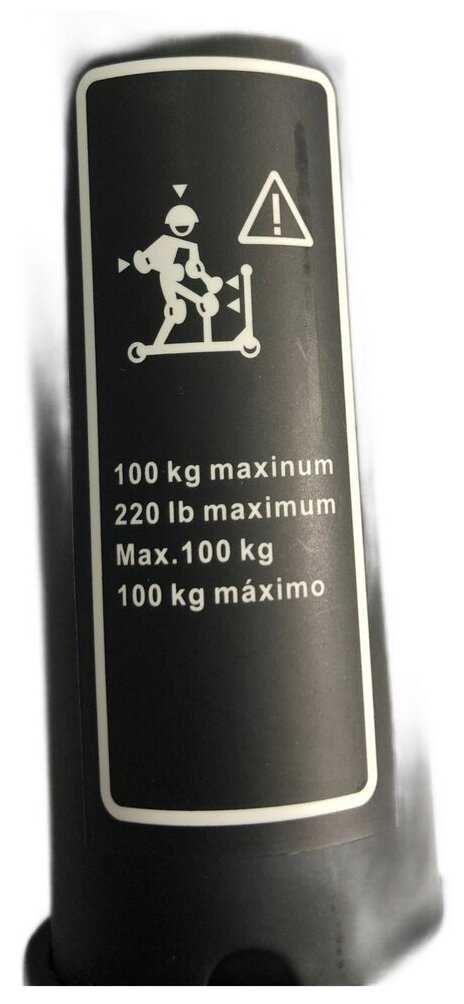 100 kg maxinum
220 lb maximum
Max.100 kg
100 kg máximo